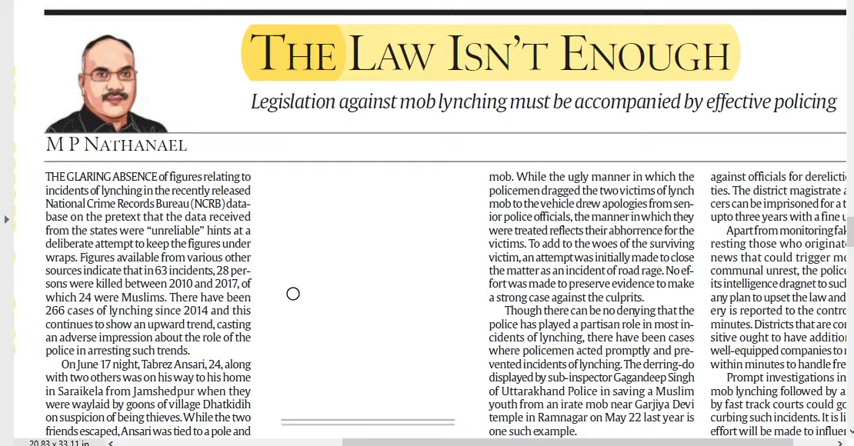 THE LAW ISN'T ENOUGH
Legislation against mob lynching must be accompanied by effective policing
M P NATHANAEL
THE GLARING ABSENCE of figures relating to
incidents of lynching in the recently released
National Crime Records Bureau (NCRB) data-
base on the pretext that the data received
from the states were "unreliable" hints at a
deliberate attempt to keep the figures under
wraps. Figures available from various other
sources indicate that in 63 incidents, 28 per-
sons were killed between 2010 and 2017, of
which 24 were Muslims. There have been
266 cases of lynching since 2014 and this
continues to show an upward trend, casting
an adverse impression about the role of the
police in arresting such trends.
On June 17 night, Tabrez Ansari, 24, along
with two others was on his way to his home
in Saraikela from Jamshedpur when they
were waylaid by goons of village Dhatkidih
on suspicion of being thieves. While the two
friends escaped, Ansari was tied to a pole and
mob. While the ugly manner in which the
policemen dragged the two victims of lynch
mob to the vehicle drew apologies from sen-
ior police officials, the manner in which they
were treated reflects their abhorrence for the
victims. To add to the woes of the surviving
victim, an attempt was initially made to close
the matter as an incident of road rage. No ef-
fort was made to preserve evidence to make
a strong case against the culprits.
Though there can be no denying that the
police has played a partisan role in most in-
cidents of lynching, there have been cases
where policemen acted promptly and pre-
vented incidents of lynching. The derring-do
displayed by sub-inspector Gagandeep Singh
of Uttarakhand Police in saving a Muslim
youth from an irate mob near Garjiya Devi
temple in Ramnagar on May 22 last year is
one such example.
against officials for derelicti
ties. The district magistrate a
cers can be imprisoned for a t
upto three years with a fine u
Apart from monitoring fak
resting those who originat
news that could trigger mo
communal unrest, the police
its intelligence dragnet to sucl
any plan to upset the law and
ery is reported to the contro
minutes. Districts that are con
sitive ought to have addition
well-equipped companies to r
within minutes to handle fre
Prompt investigations in
mob lynching followed by a
by fast track courts could go
curbing such incidents. It is li
effort will be made to influen
20.83 x 33.11 in